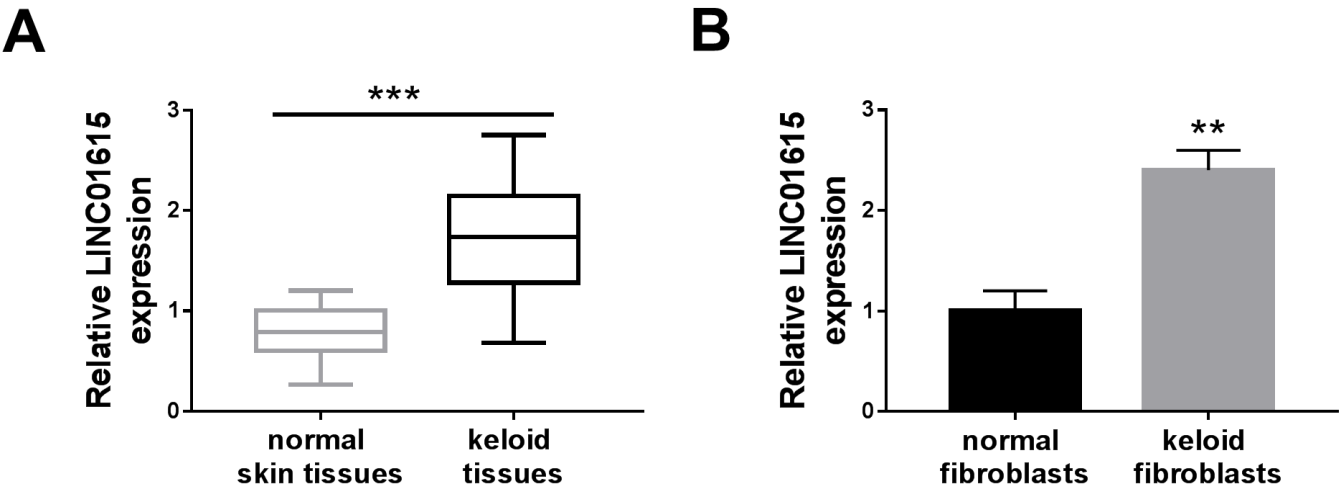 A
Relative LINC01615
expression
3
2
1
0
***
normal
skin tissues
keloid
tissues
B
Relative LINC01615
expression
3
2
1
0
**
normal
fibroblasts
keloid
fibroblasts